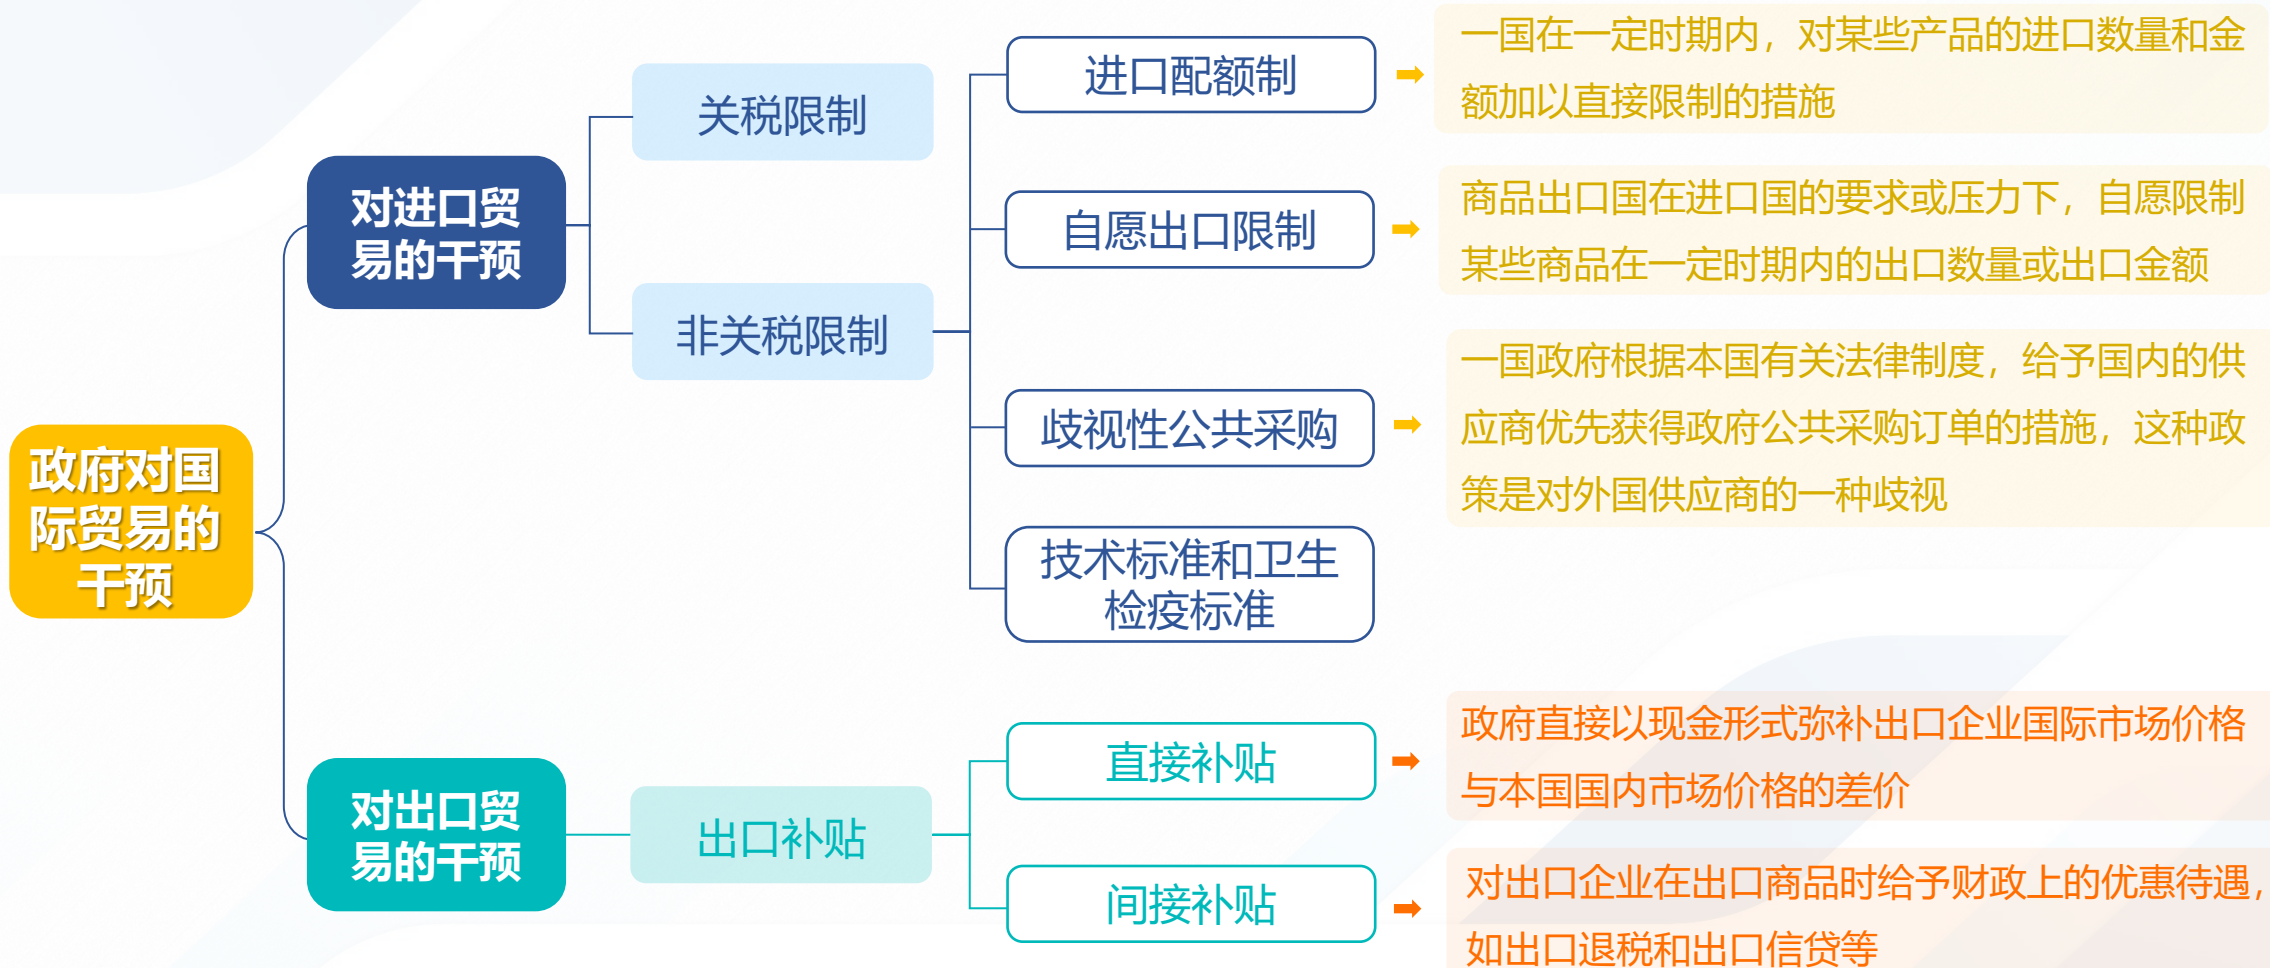 政府对国
际贸易的
干预
对进口贸
易的干预
关税限制
非关税限制
进口配额制
一国在一定时期内，对某些产品的进口数量和金
额加以直接限制的措施
自愿出口限制
商品出口国在进口国的要求或压力下，自愿限制
某些商品在一定时期内的出口数量或出口金额
歧视性公共采购
一国政府根据本国有关法律制度，给予国内的供
应商优先获得政府公共采购订单的措施，这种政
策是对外国供应商的一种歧视
技术标准和卫生
检疫标准
对出口贸
易的干预
出口补贴
直接补贴
政府直接以现金形式弥补出口企业国际市场价格
与本国国内市场价格的差价
间接补贴
对出口企业在出口商品时给予财政上的优惠待遇，
如出口退税和出口信贷等